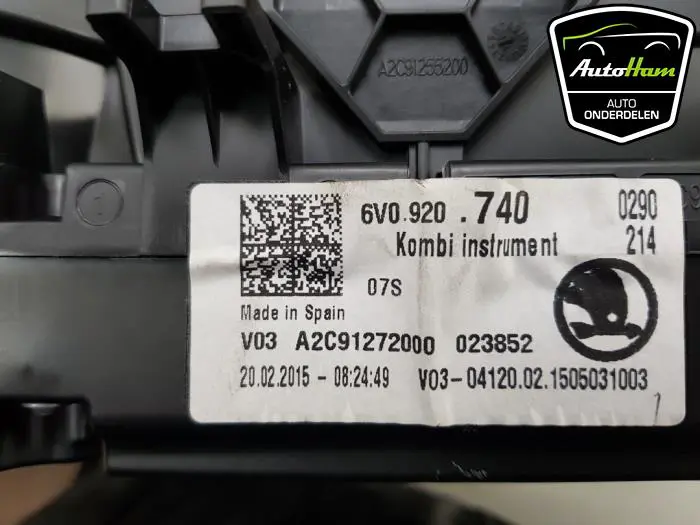 A2C91255200
AutoHam
AUTO
ONDERDELEN
1
6V0.920 .740 0290
Kombi instrument 214
07S
Made in Spain
V03 A2C91272000 023852
20.02.2015 - 08:24:49 V03-04120.02.1505031003